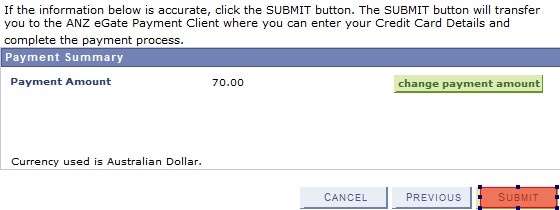 If the information below is accurate, click the SUBMIT button. The SUBMIT button will transfer
you to the ANZ eGate Payment Client where you can enter your Credit Card Details and
complete the payment process.
Payment Summary
Payment Amount 70.00 change payment amount
Currency used is Australian Dollar.
CANCEL PREVIOUS SUBMIT